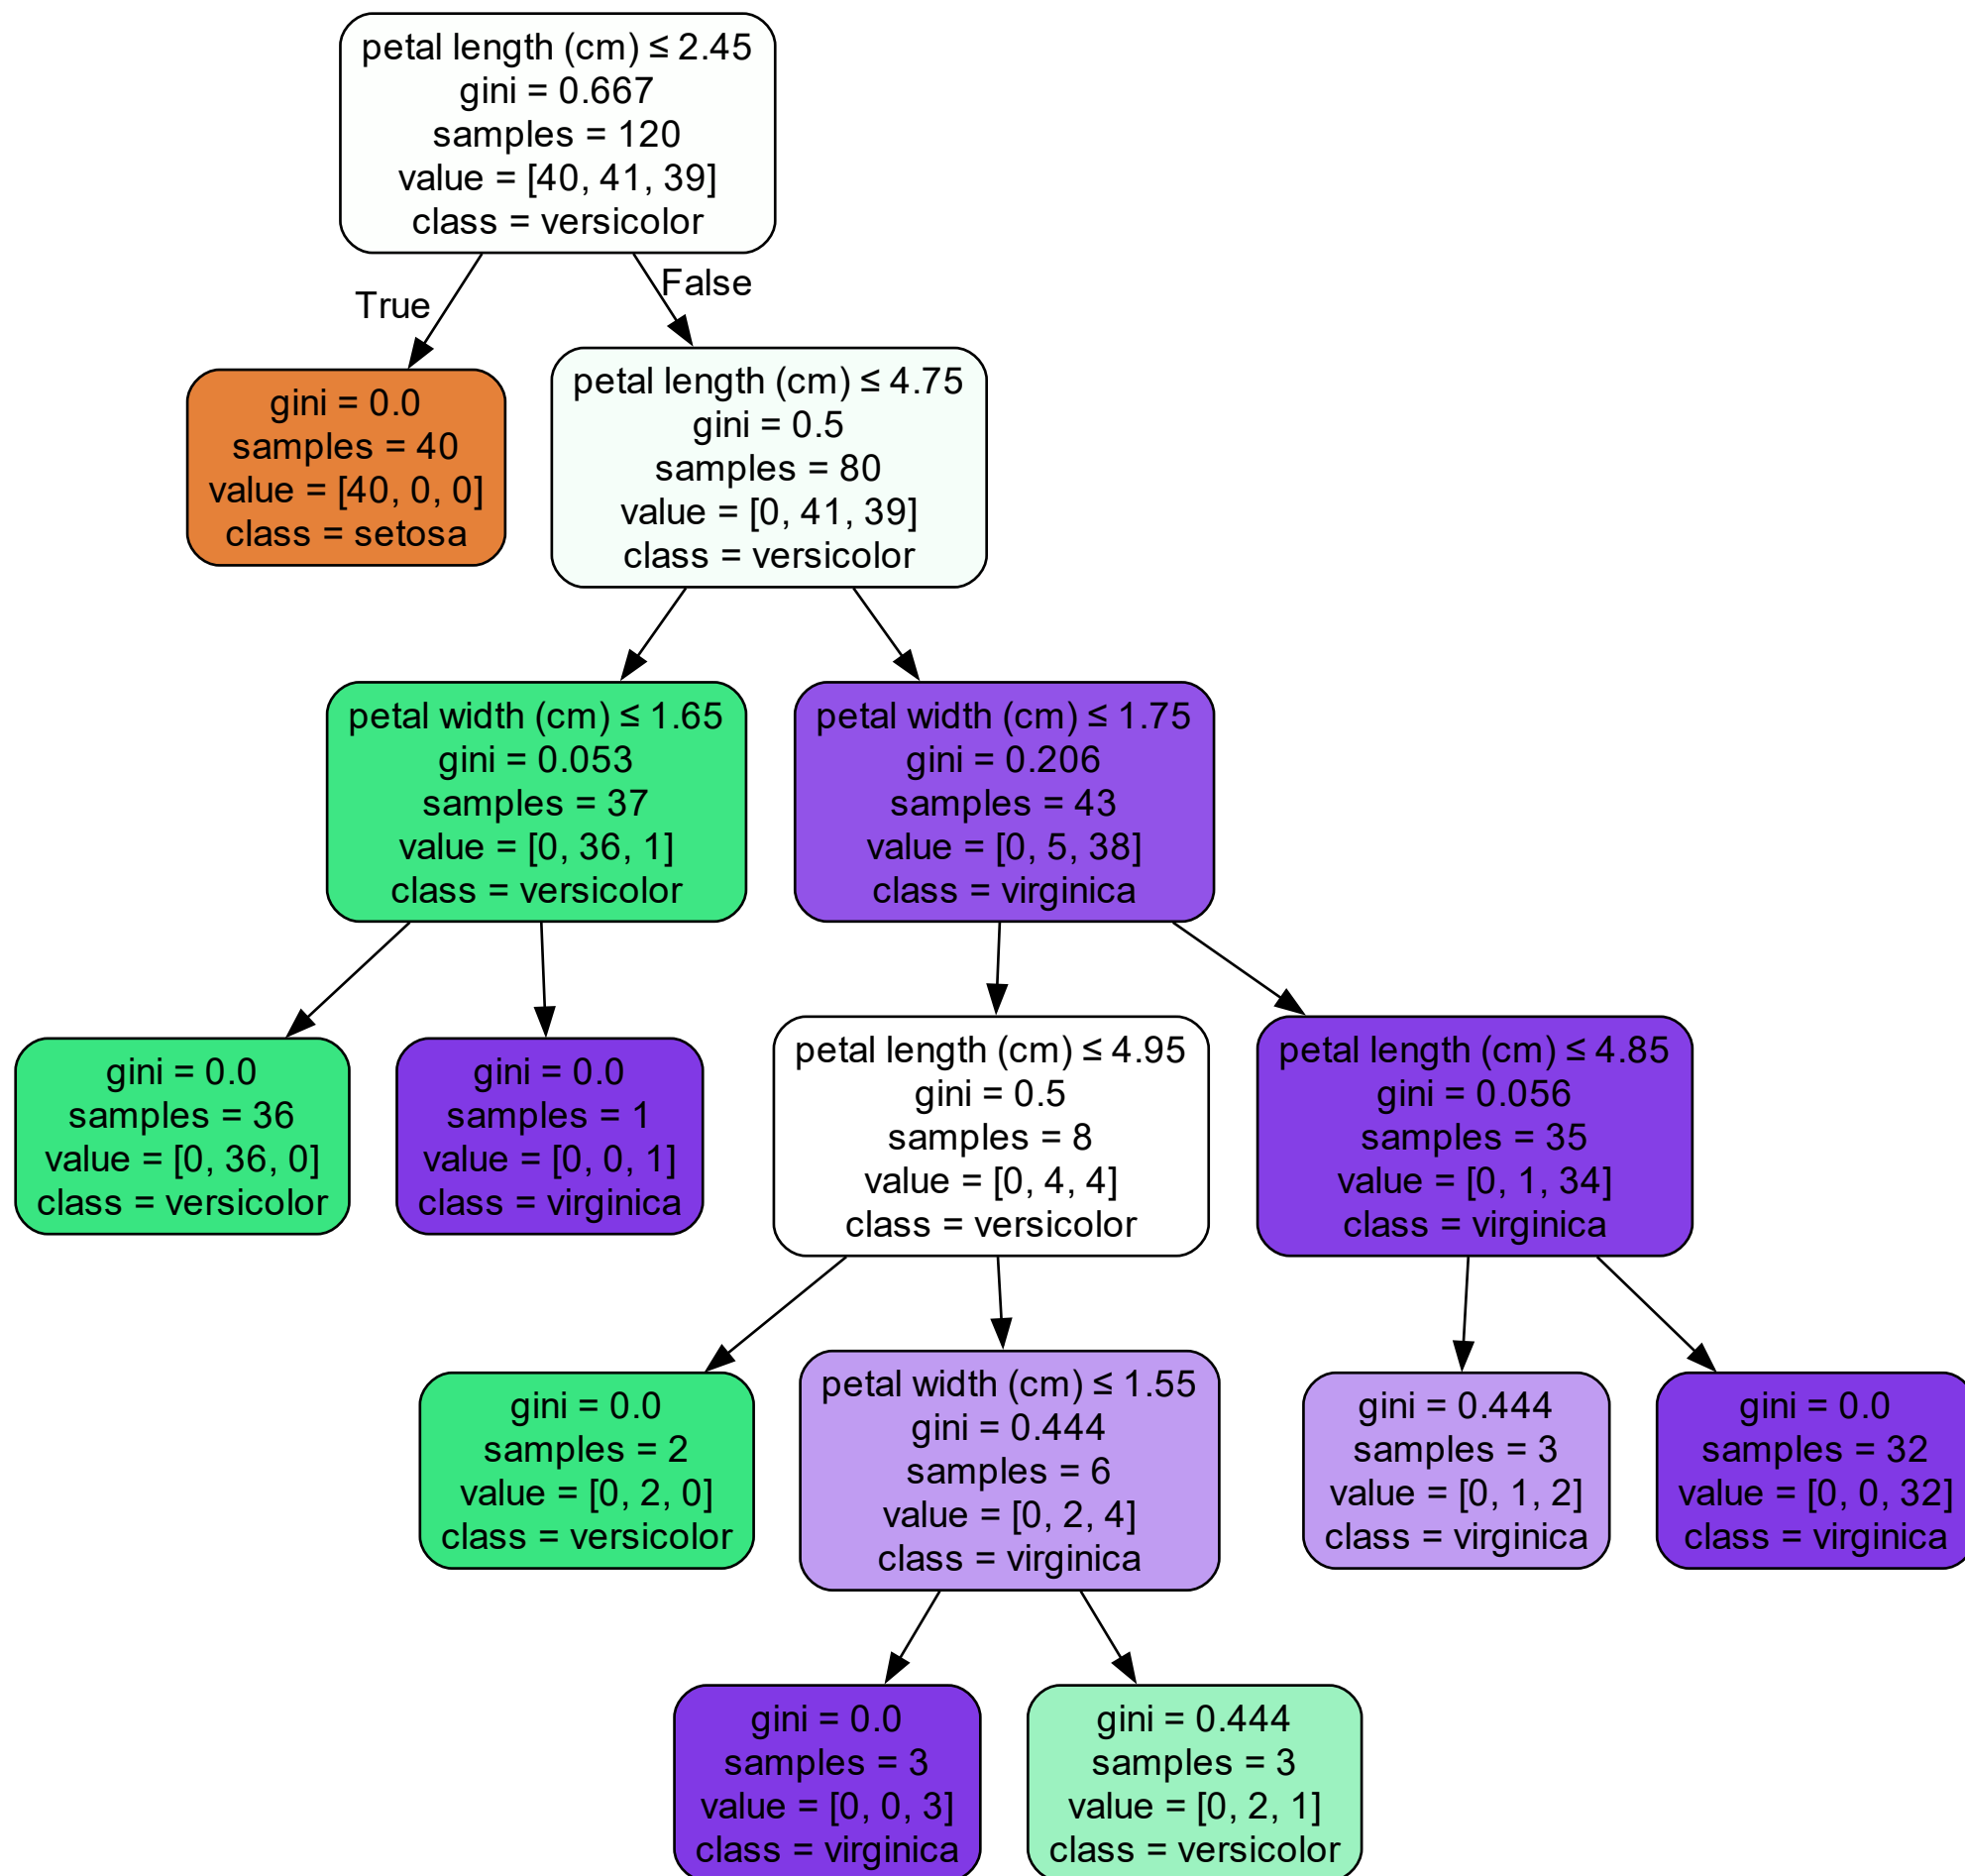 petal length (cm) ≤ 2.45
gini = 0.667
samples = 120
value = [40, 41, 39]
class = versicolor
True
False
gini = 0.0
samples = 40
value = [40, 0, 0]
class = setosa
petal length (cm) ≤ 4.75
gini = 0.5
samples = 80
value = [0, 41, 39]
class = versicolor
petal width (cm) ≤ 1.65
gini = 0.053
samples = 37
value = [0, 36, 1]
class = versicolor
petal width (cm) ≤ 1.75
gini = 0.206
samples = 43
value = [0, 5, 38]
class = virginica
gini = 0.0
samples = 36
value = [0, 36, 0]
class = versicolor
gini = 0.0
samples = 1
value = [0, 0, 1]
class = virginica
petal length (cm) ≤ 4.95
gini = 0.5
samples = 8
value = [0, 4, 4]
class = versicolor
petal length (cm) ≤ 4.85
gini = 0.056
samples = 35
value = [0, 1, 34]
class = virginica
gini = 0.0
samples = 2
value = [0, 2, 0]
class = versicolor
petal width (cm) ≤ 1.55
gini = 0.444
samples = 6
value = [0, 2, 4]
class = virginica
gini = 0.444
samples = 3
value = [0, 1, 2]
class = virginica
gini = 0.0
samples = 32
value = [0, 0, 32]
class = virginica
gini = 0.0
samples = 3
value = [0, 0, 3]
class = virginica
gini = 0.444
samples = 3
value = [0, 2, 1]
class = versicolor